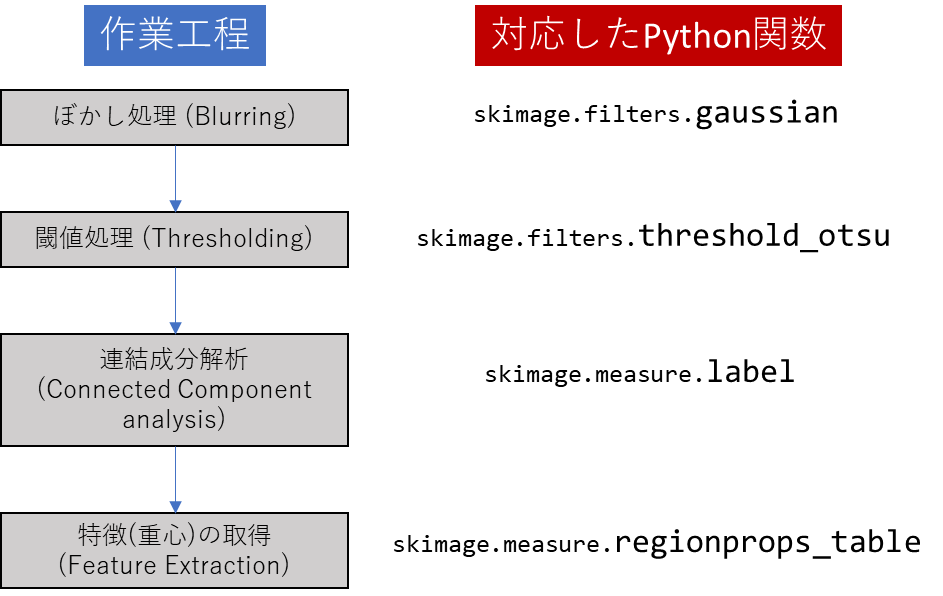 作業工程
対応したPython関数
ぼかし処理 (Blurring)
skimage.filters.gaussian
閾値処理 (Thresholding)
skimage.filters.threshold_otsu
連結成分解析
(Connected Component
analysis)
skimage.measure.label
特徴(重心)の取得
(Feature Extraction)
skimage.measure.regionprops_table